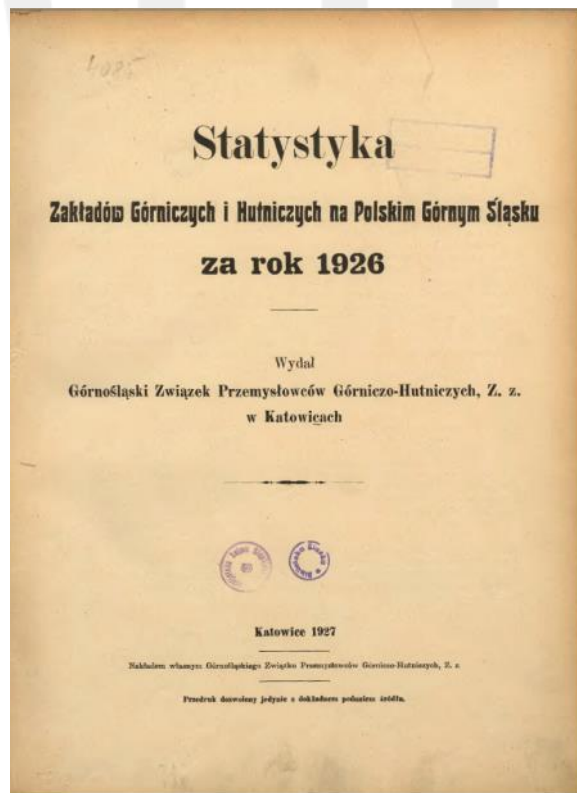 4085
Statystyka
Zakładów Górniczych i Hutniczych na Polskim Górnym Śląsku
za rok 1926
Wydał
Górnośląski Związek Przemysłowców Górniczo-Hutniczych, Z. z.
w Katowicach
Katowice 1927
Nakładem własnym Górnośląskiego Związku Przemysłowców Górniczo-Hutniczych, Z. z.
Przedruk dozwolony jedynie z dokładnem podaniem źródła.